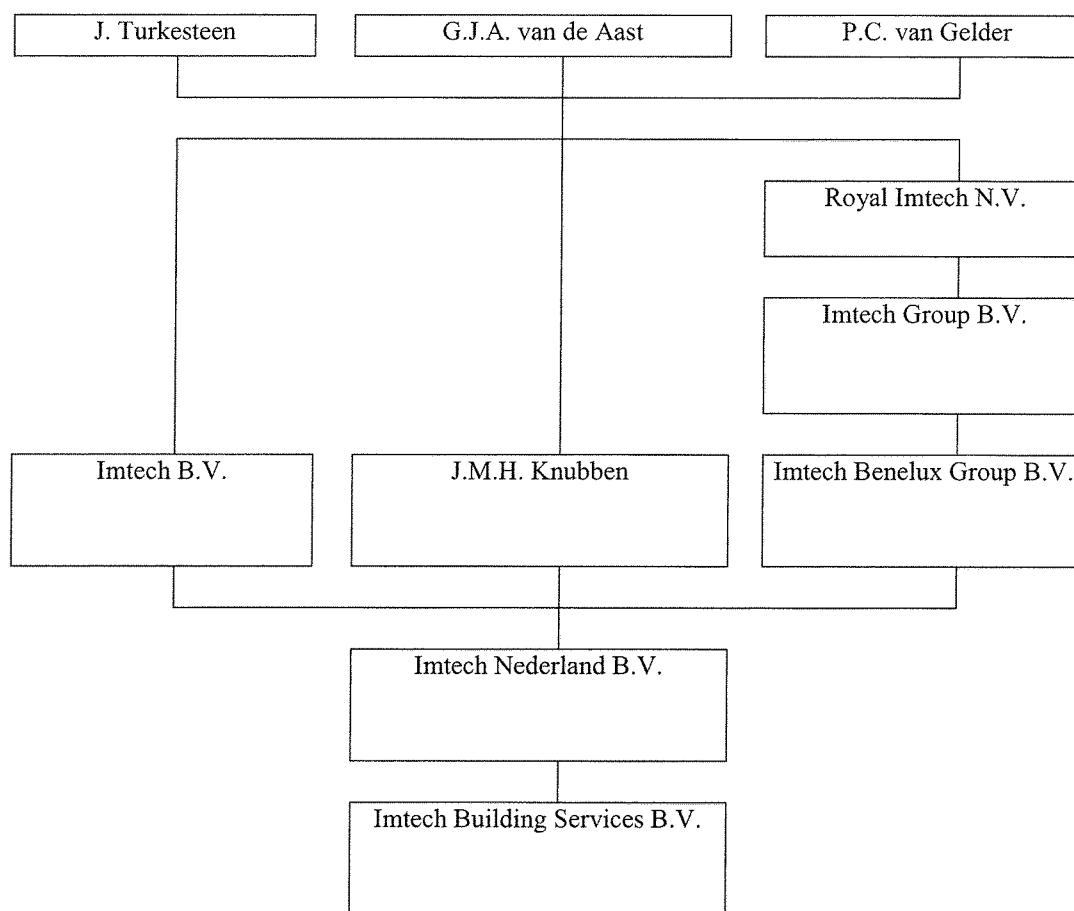 J. Turkesteen
G.J.A. van de Aast
P.C. van Gelder
Royal Imtech N.V.
Imtech Group B.V.
Imtech B.V.
J.M.H. Knubben
Imtech Benelux Group B.V.
Imtech Nederland B.V.
Imtech Building Services B.V.